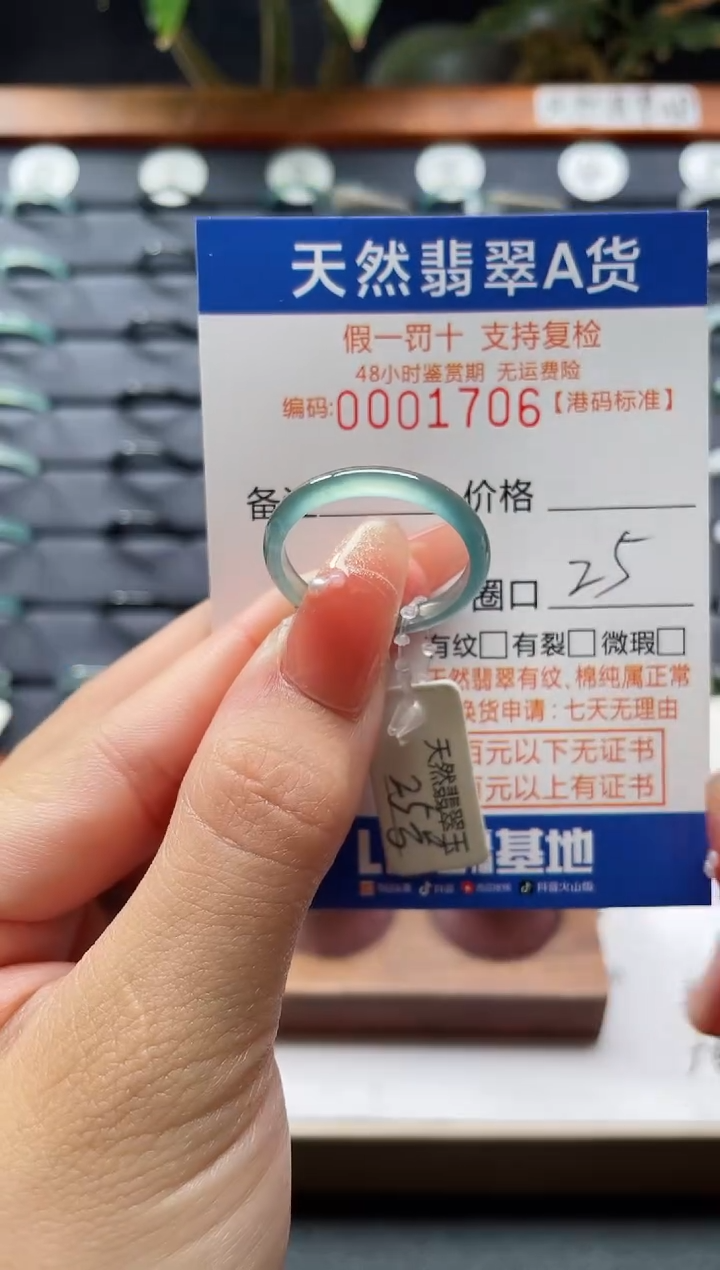 天然翡翠A货
假一罚十 支持复检
48小时鉴赏期 无运费险
编码:0001706【港码标准】
备 价格
圈口 25
有纹□有裂□微瑕□
天然翡翠有纹、棉纯属正常
换货申请：七天无理由
百元以下无证书
百元以上有证书
基地
天然翡翠玉